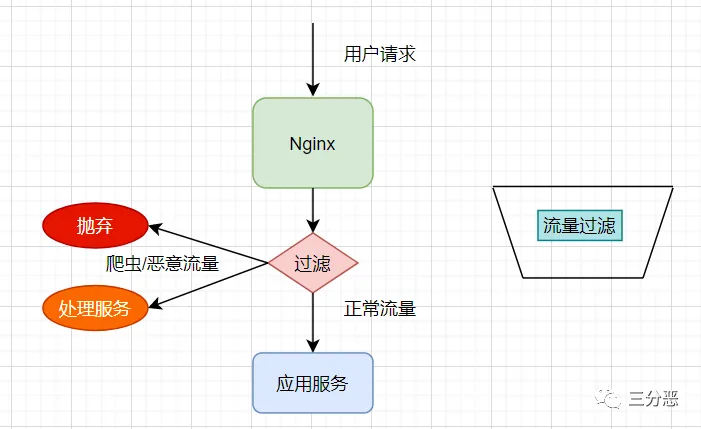 用户请求
Nginx
抛弃
爬虫/恶意流量
过滤
处理服务
正常流量
应用服务
流量过滤
三分恶